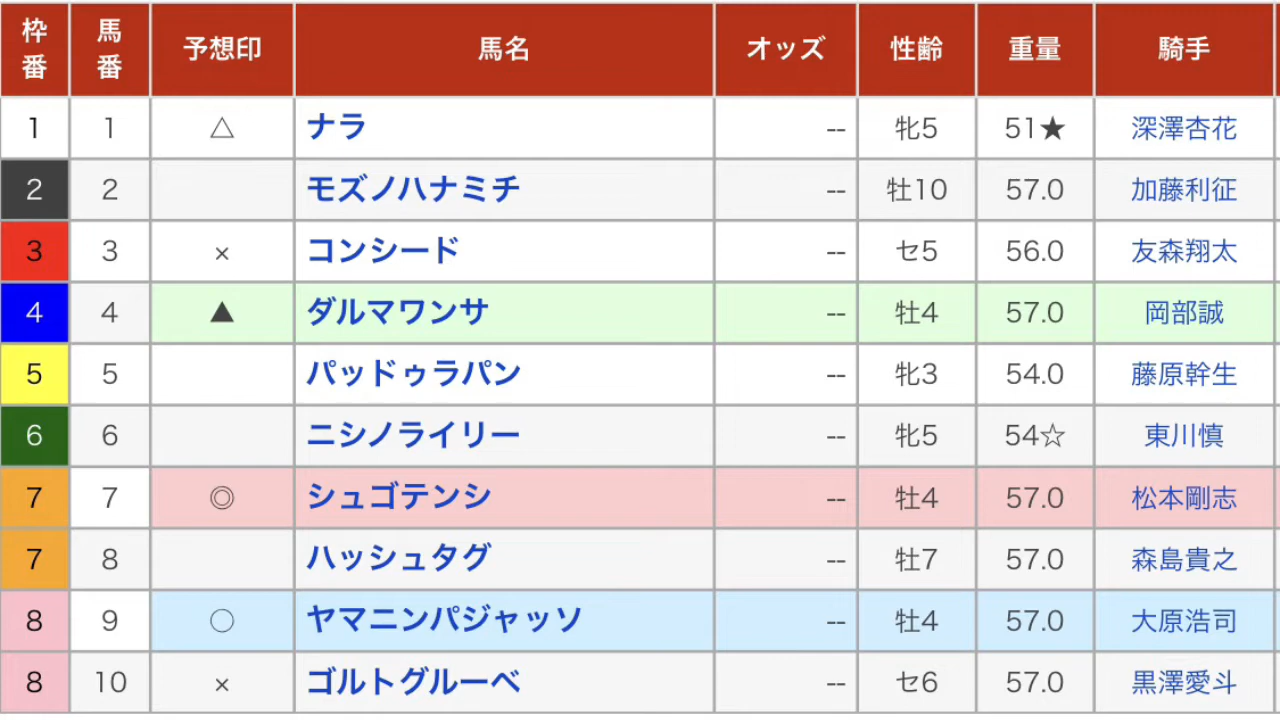 枠番 馬番 予想印 馬名 オッズ 性齢 重量 騎手
1 1 △ ナラ -- 牝5 51★ 深澤杏花
2 2 モズノハナミチ -- 牡10 57.0 加藤利征
3 3 × コンシード -- セ5 56.0 友森翔太
4 4 ▲ ダルマワンサ -- 牡4 57.0 岡部誠
5 5 パッドゥラパン -- 牝3 54.0 藤原幹生
6 6 ニシノライリー -- 牝5 54☆ 東川慎
7 7 ◎ シュゴテンシ -- 牡4 57.0 松本剛志
7 8 ハッシュタグ -- 牡7 57.0 森島貴之
8 9 ○ ヤマニンパジャッソ -- 牡4 57.0 大原浩司
8 10 × ゴルトグルーベ -- セ6 57.0 黒澤愛斗